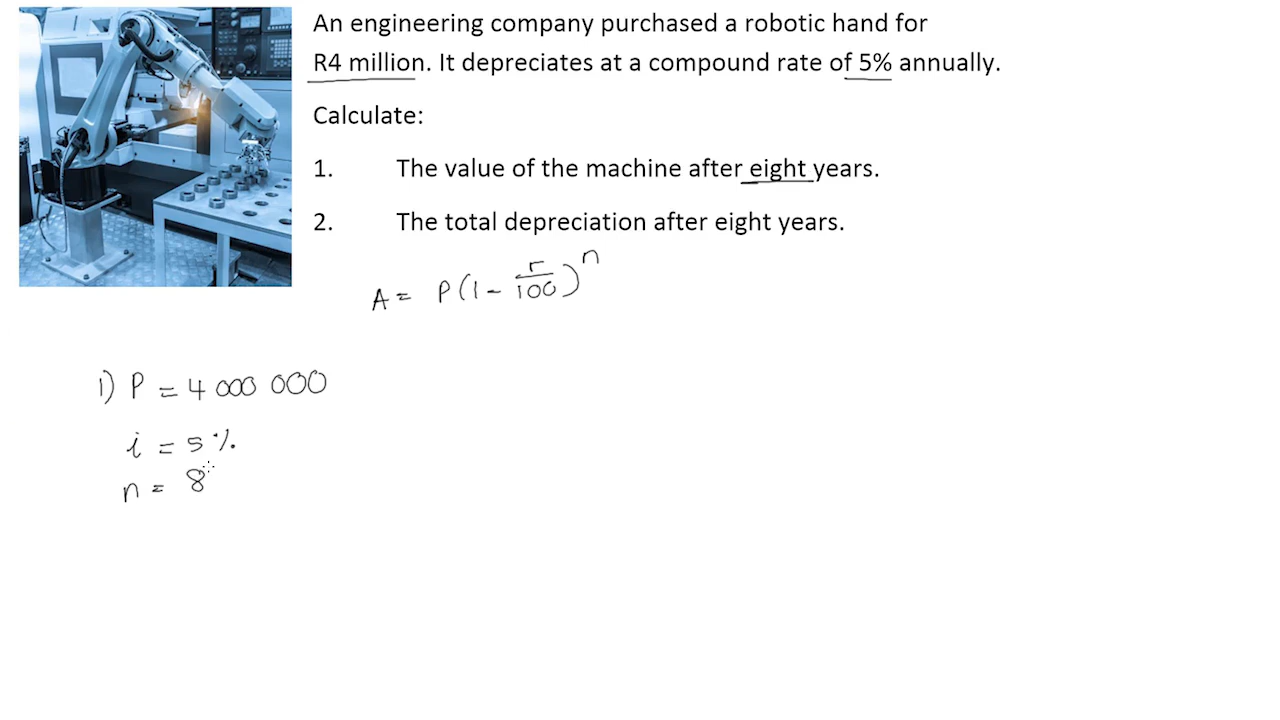 An engineering company purchased a robotic hand for
R4 million. It depreciates at a compound rate of 5% annually.
Calculate:
1. The value of the machine after eight years.
2. The total depreciation after eight years.
A = P(1 - r/100)^n
1) P = 4 000 000
i = 5%
n = 8